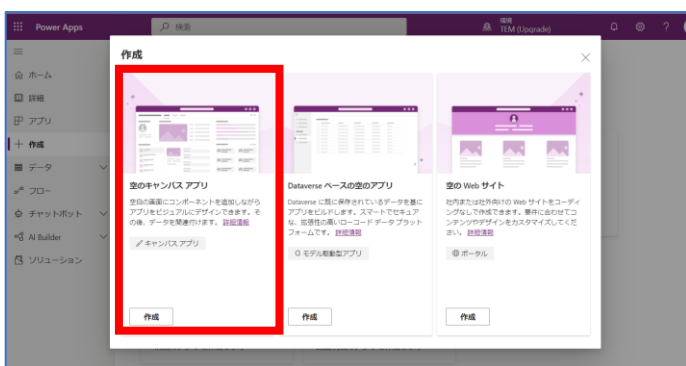 Power Apps
検索
環境
TEM (Upgrade)
ホーム
詳細
アプリ
作成
データ
フロー
チャットボット
AI Builder
ソリューション
作成
空のキャンバス アプリ
空白の画面にコンポーネントを追加しながら
アプリをビジュアルにデザインできます。そ
の後、データを関連付けます。 詳細情報
キャンバス アプリ
作成
Dataverse ベースの空のアプリ
Dataverse に既に保存されているデータを基に
アプリをビルドします。スマートでセキュア
な、拡張性の高いローコード データ プラット
フォームです。 詳細情報
モデル駆動型アプリ
作成
空の Web サイト
社内または社外向けの Web サイトをコーディ
ングなしで作成できます。要件に合わせてコ
ンテンツやデザインをカスタマイズしてくだ
さい。 詳細情報
ポータル
作成